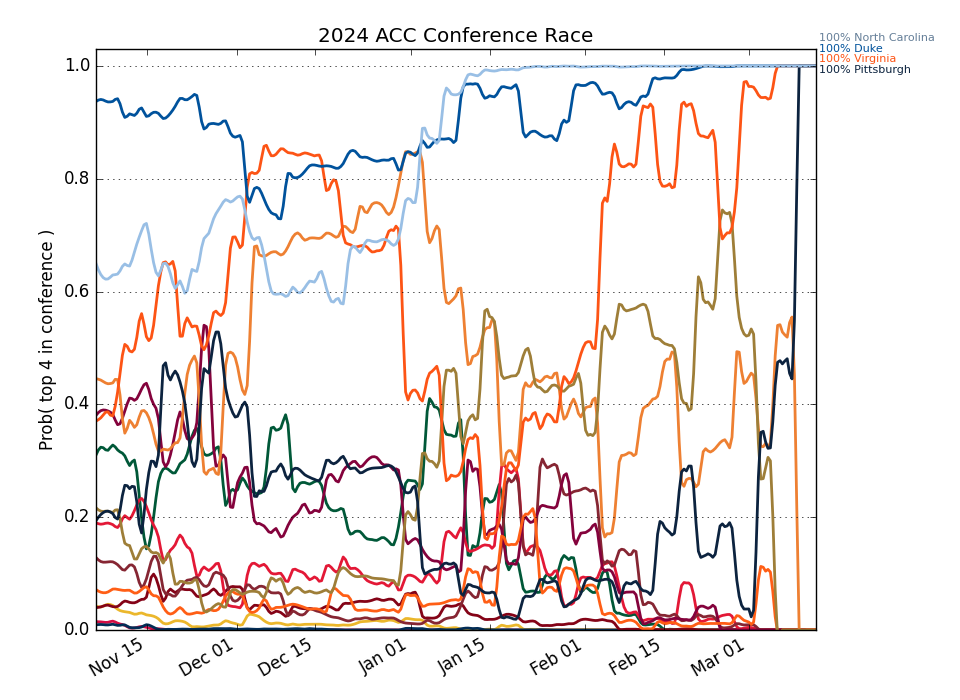 2024 ACC Conference Race
100% North Carolina
100% Duke
100% Virginia
100% Pittsburgh
Prob( top 4 in conference )
1.0
0.8
0.6
0.4
0.2
0.0
Nov 15
Dec 01
Dec 15
Jan 01
Jan 15
Feb 01
Feb 15
Mar 01